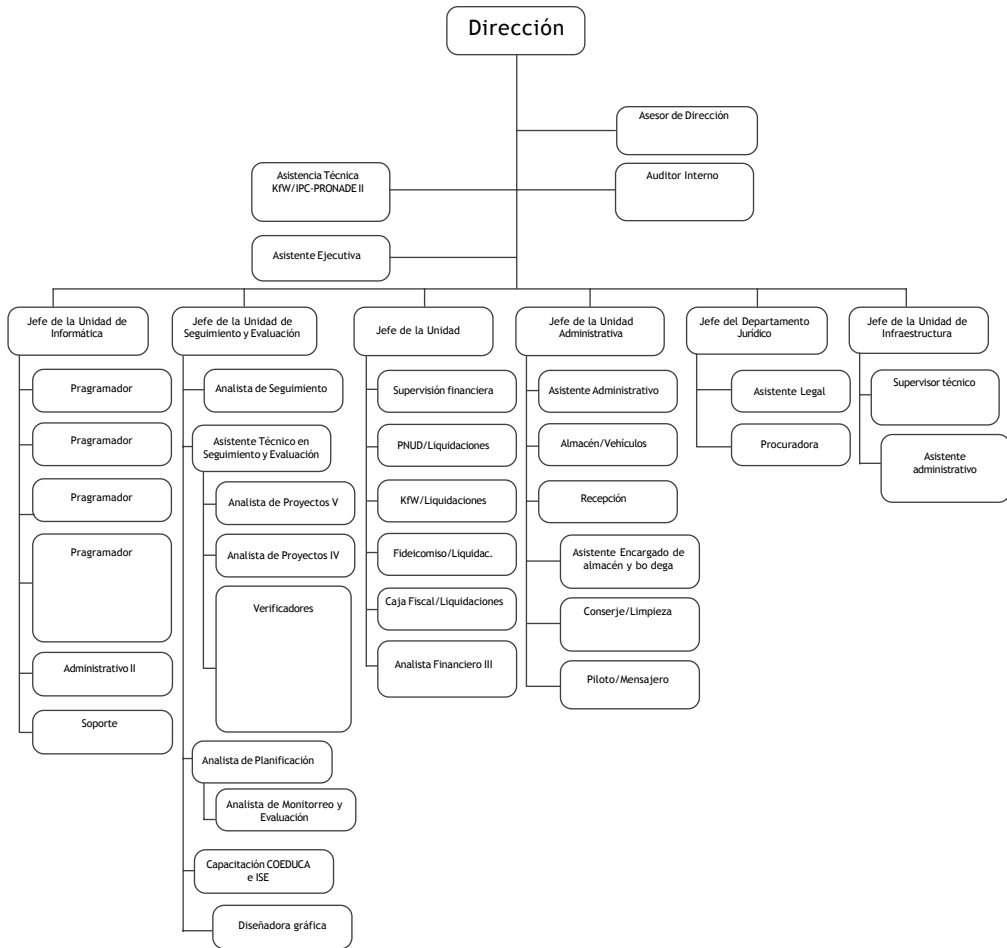 Dirección
Asesor de Dirección
Asistencia Técnica
KfW/IPC-PRONADE II
Auditor Interno
Asistente Ejecutiva
Jefe de la Unidad de
Informática
Pragramador
Pragramador
Pragramador
Pragramador
Administrativo II
Soporte
Jefe de la Unidad de
Seguimiento y Evaluación
Analista de Seguimiento
Asistente Técnico en
Seguimiento y Evaluación
Analista de Proyectos V
Analista de Proyectos IV
Verificadores
Analista de Planificación
Analista de Monitorreo y
Evaluación
Capacitación COEDUCA
e ISE
Diseñadora gráfica
Jefe de la Unidad
Supervisión financiera
PNUD/Liquidaciones
KfW/Liquidaciones
Fideicomiso/Liquidac.
Caja Fiscal/Liquidaciones
Analista Financiero III
Jefe de la Unidad
Administrativa
Asistente Administrativo
Almacén/Vehículos
Recepción
Asistente Encargado de
almacén y bo dega
Conserje/Limpieza
Piloto/Mensajero
Jefe del Departamento
Jurídico
Asistente Legal
Procuradora
Jefe de la Unidad de
Infraestructura
Supervisor técnico
Asistente
administrativo